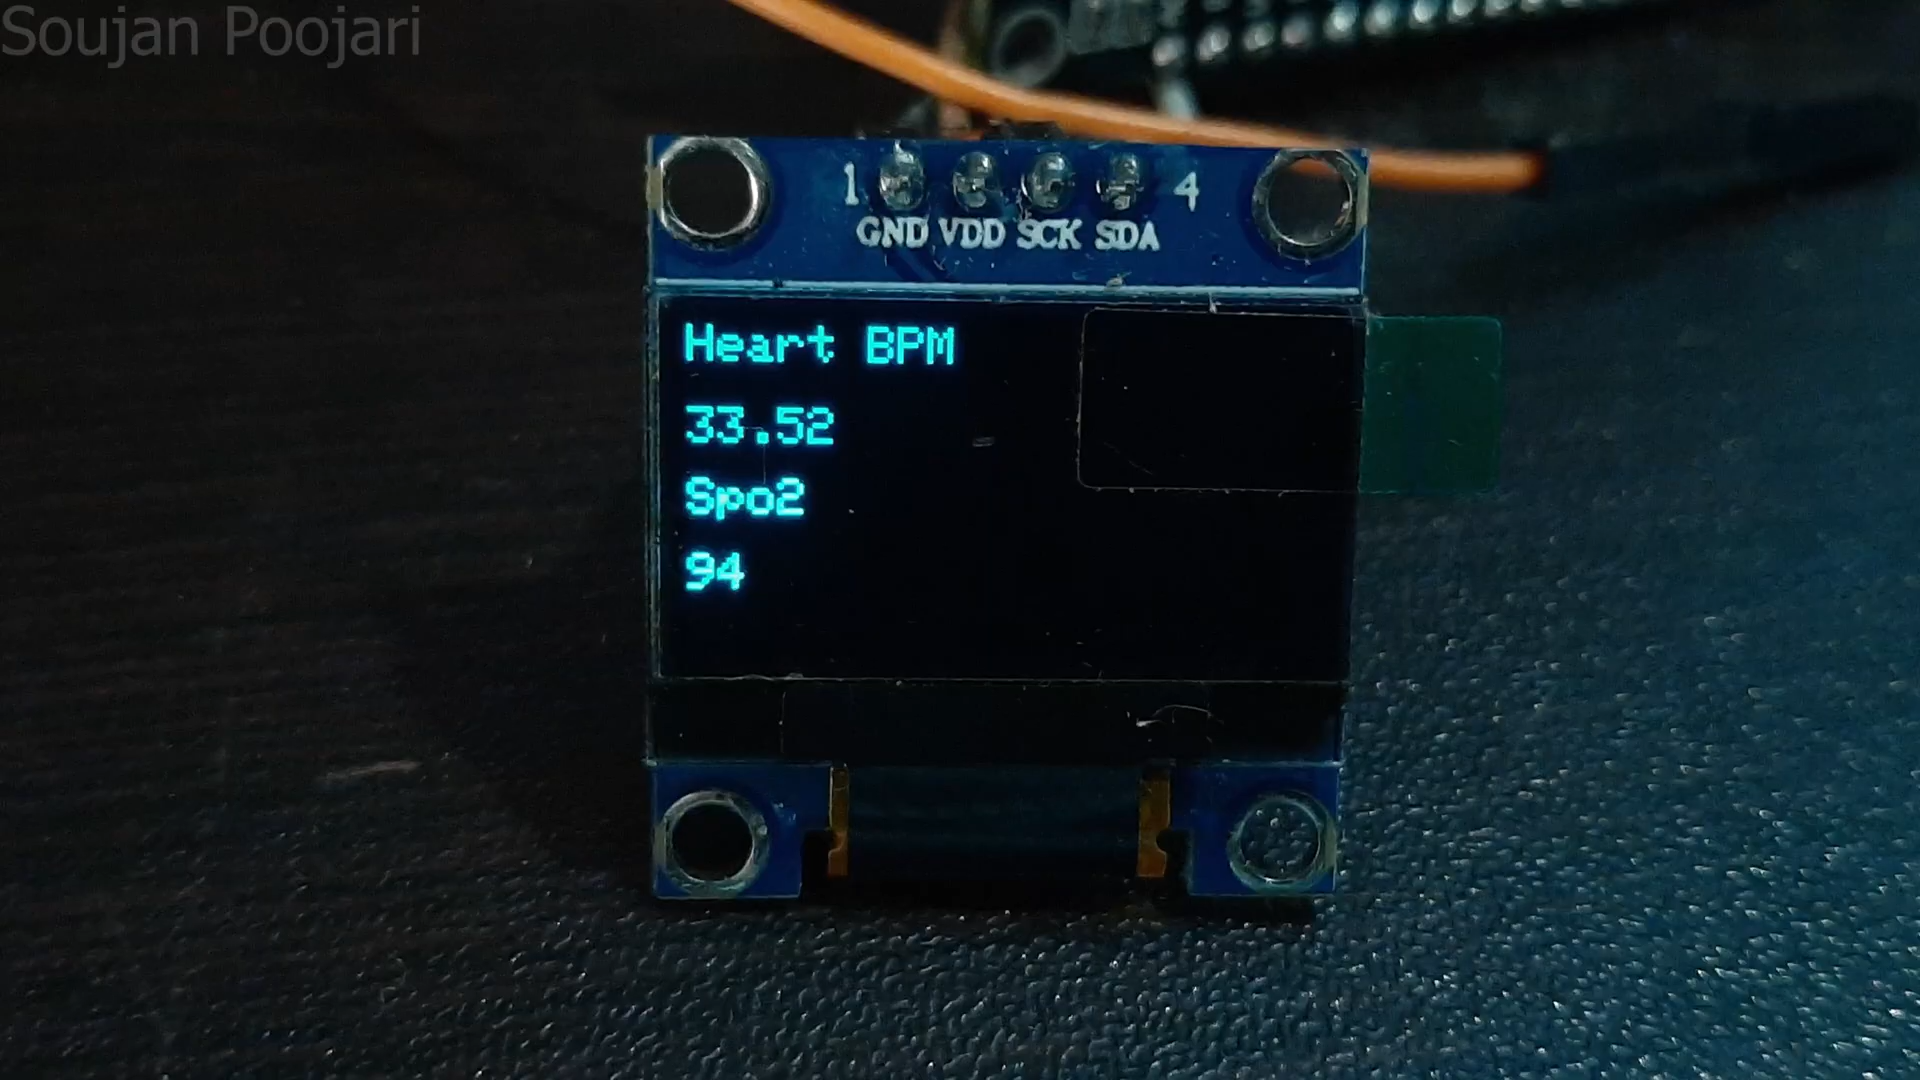 Soujan Poojari
1 4
GND VDD SCK SDA
Heart BPM
33.52
Spo2
94